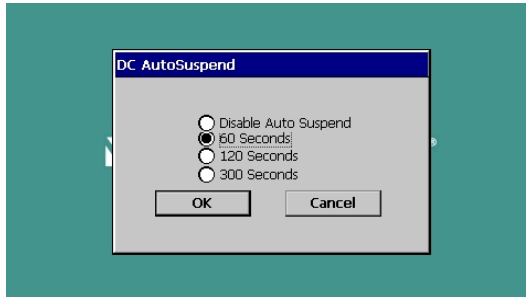 DC AutoSuspend
Disable Auto Suspend
60 Seconds
120 Seconds
300 Seconds
OK Cancel